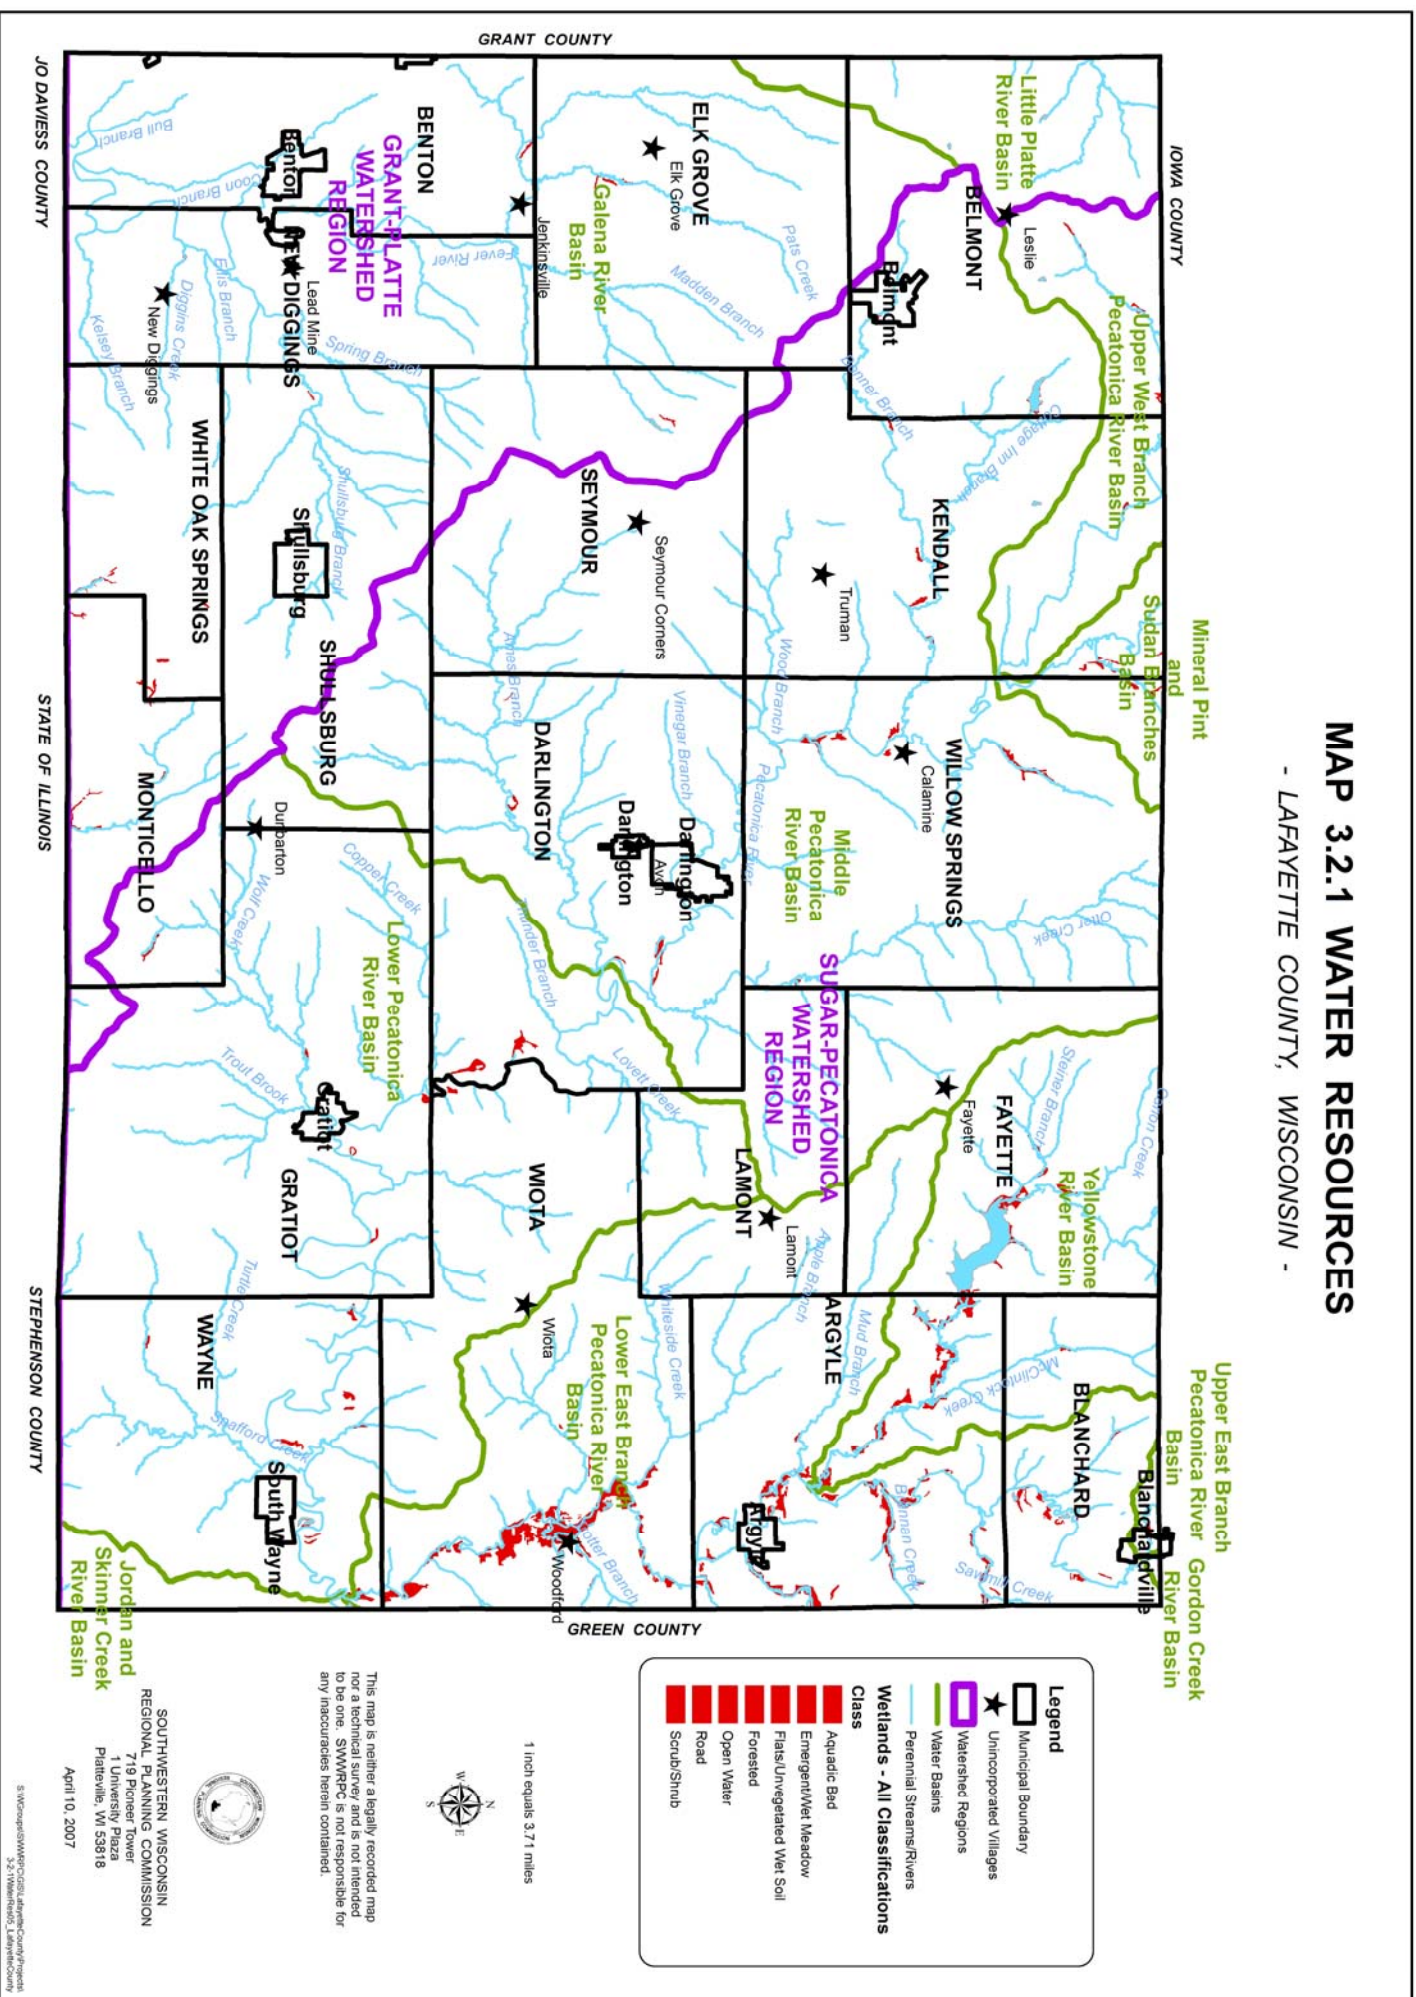 MAP 3.2.1 WATER RESOURCES
- LAFAYETTE COUNTY, WISCONSIN -
IOWA COUNTY
GRANT COUNTY
JO DAVIESS COUNTY
STATE OF ILLINOIS
STEPHENSON COUNTY
GREEN COUNTY
Mineral Pint
and
Sudan Branches
Basin
Upper East Branch
Pecatonica River
Basin
Gordon Creek
River Basin
Little Platte
River Basin
Upper West Branch
Pecatonica River Basin
Galena River
Basin
Middle
Pecatonica
River Basin
Lower Pecatonica
River Basin
Yellowstone
River Basin
Lower East Branch
Pecatonica River
Basin
Jordan and
Skinner Creek
River Basin
GRANT-PLATTE
WATERSHED
REGION
SUGAR-PECATONICA
WATERSHED
REGION
BELMONT
Belmont
Leslie
ELK GROVE
Elk Grove
BENTON
Benton
Jenkinsville
NEW DIGGINGS
Lead Mine
New Diggings
WHITE OAK SPRINGS
SHULLSBURG
Shullsburg
SEYMOUR
Seymour Corners
KENDALL
Truman
WILLOW SPRINGS
Calamine
DARLINGTON
Darlington
Darlington
Avon
MONTICELLO
Dunbarton
GRATIOT
Gratiot
FAYETTE
Fayette
LAMONT
Lamont
WIOTA
Wiota
Woodford
ARGYLE
Argyle
BLANCHARD
Blanchardville
WAYNE
South Wayne
Bull Branch
Coon Branch
Fever River
Ellis Branch
Diggins Creek
Kelsey Branch
Spring Branch
Shullsburg Branch
Pats Creek
Madden Branch
Bonner Branch
Cottage Inn Branch
Wood Branch
Pecatonica River
Vinegar Branch
Ames Branch
Otter Creek
Copper Creek
Wolf Creek
Thunder Branch
Lovett Creek
Trout Brook
Steiner Branch
Apple Branch
Mud Branch
Whiteside Creek
McClintock Creek
Brennan Creek
Sawmill Creek
Turtle Creek
Spafford Creek
Legend
Municipal Boundary
Unincorporated Villages
Watershed Regions
Water Basins
Perennial Streams/Rivers
Wetlands - All Classifications
Class
Aquadic Bed
Emergent/Wet Meadow
Flats/Unvegetated Wet Soil
Forested
Open Water
Road
Scrub/Shrub
1 inch equals 3.71 miles
N
W
E
S
This map is neither a legally recorded map
nor a technical survey and is not intended
to be one. SWWRPC is not responsible for
any inaccuracies herein contained.
SOUTHWESTERN WISCONSIN
REGIONAL PLANNING COMMISSION
719 Pioneer Tower
1 University Plaza
Platteville, WI 53818
April 10, 2007